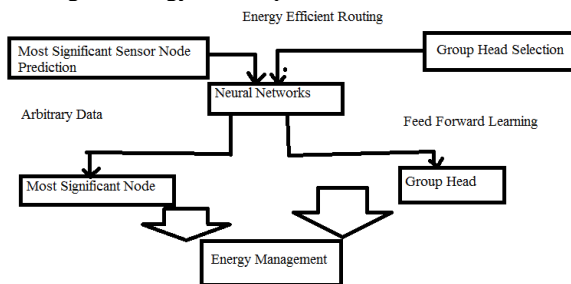 Energy Efficient Routing
Most Significant Sensor Node
Prediction
Group Head Selection
Neural Networks
Arbitrary Data
Feed Forward Learning
Most Significant Node
Group Head
Energy Management